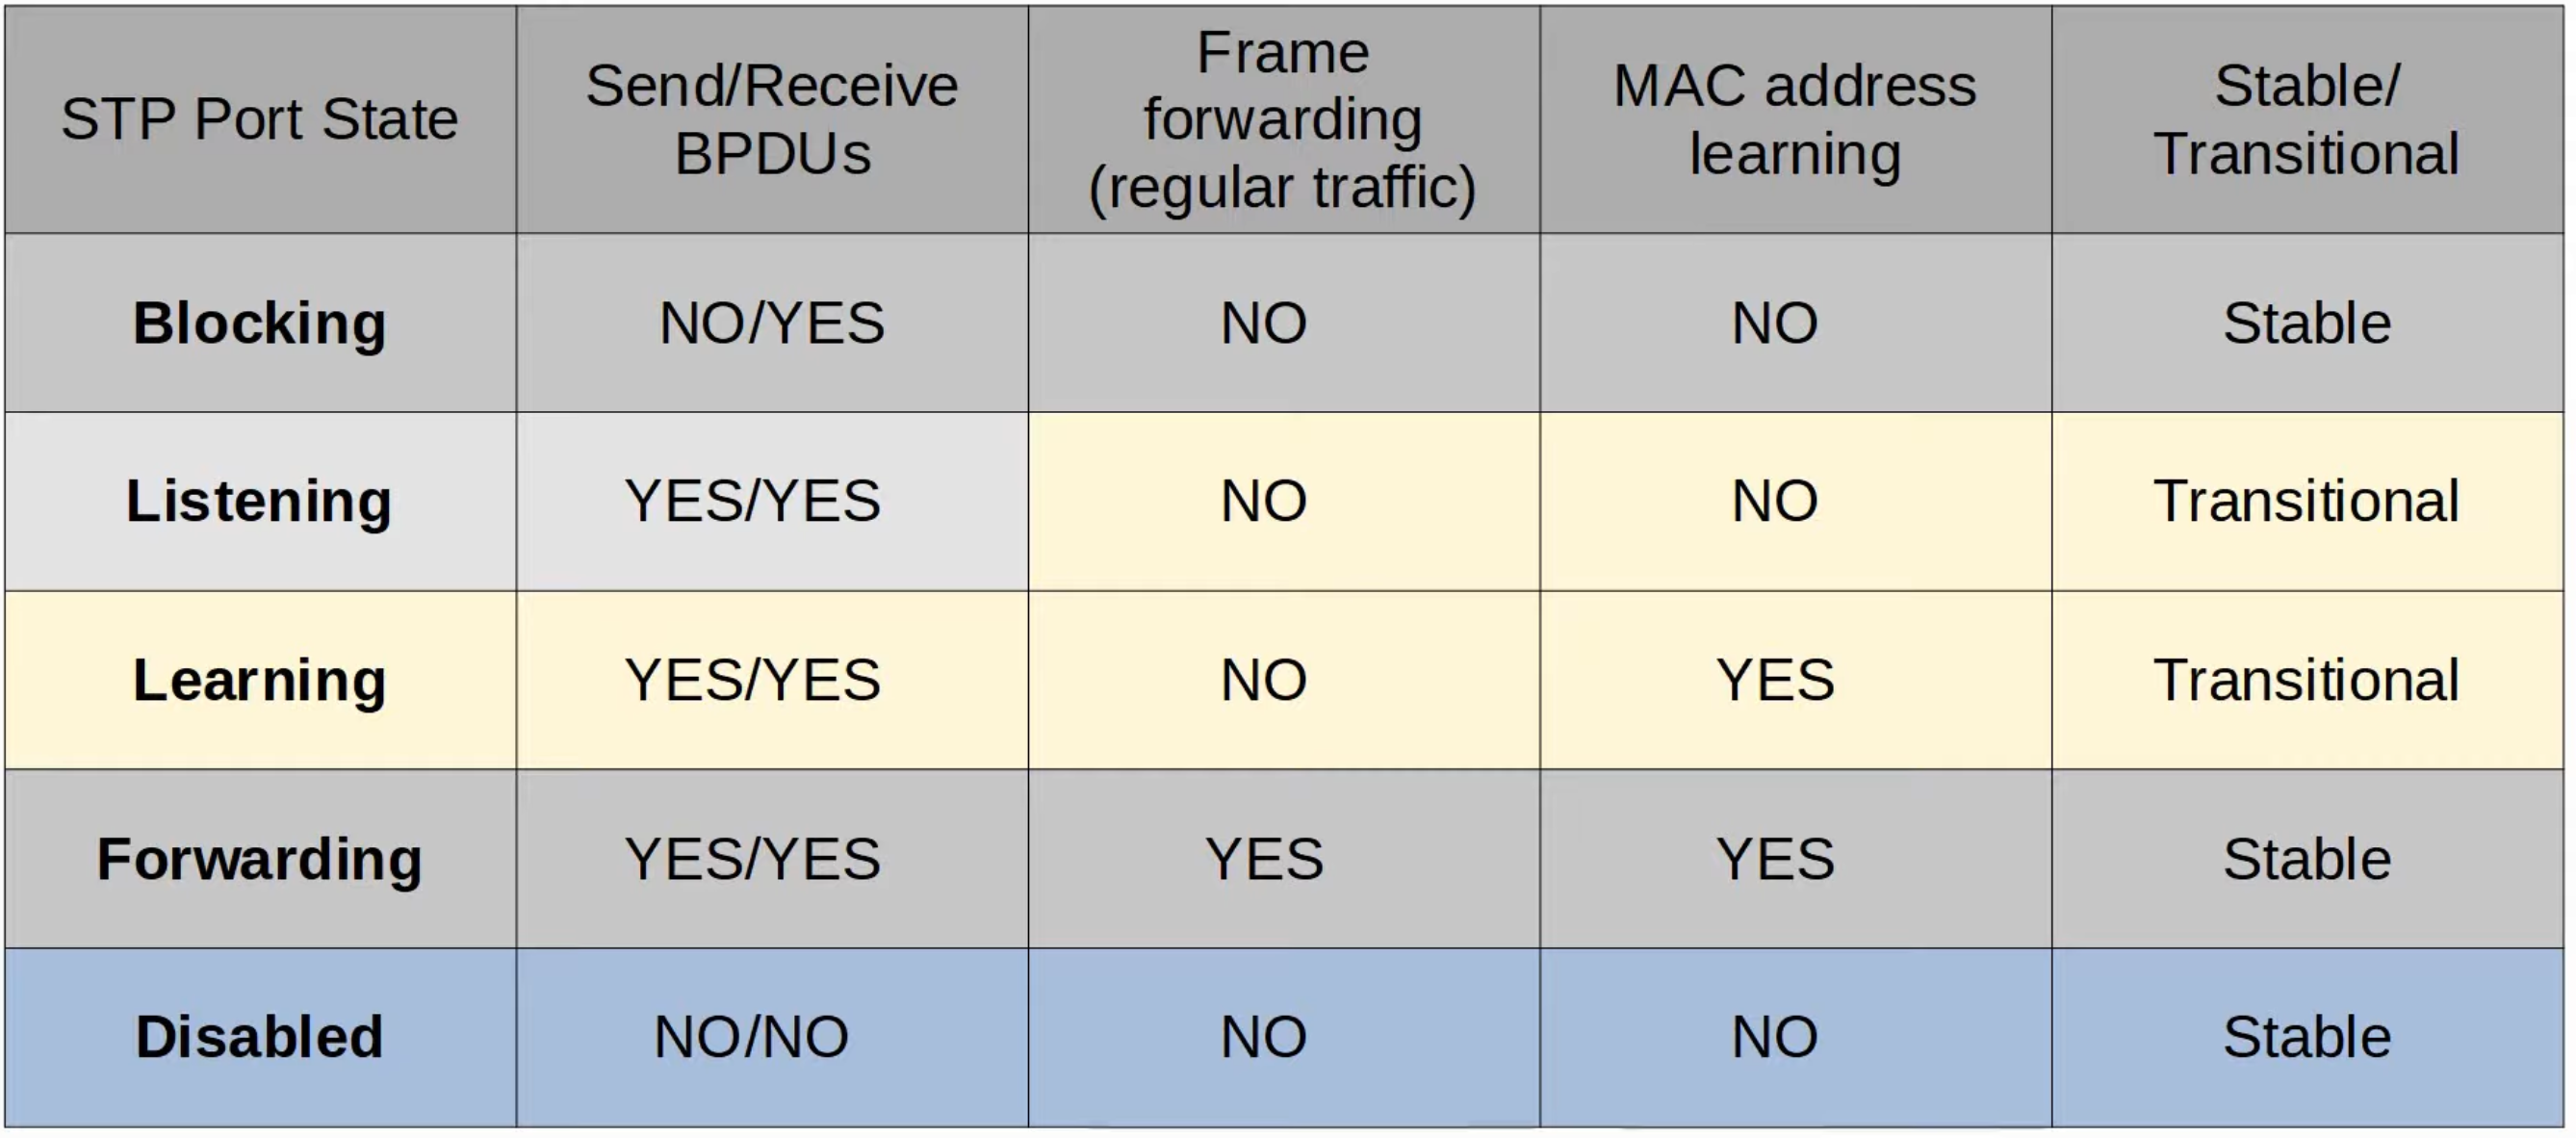 STP Port State
Send/Receive
BPDUs
Frame
forwarding
(regular traffic)
MAC address
learning
Stable/
Transitional
Blocking
NO/YES
NO
NO
Stable
Listening
YES/YES
NO
NO
Transitional
Learning
YES/YES
NO
YES
Transitional
Forwarding
YES/YES
YES
YES
Stable
Disabled
NO/NO
NO
NO
Stable